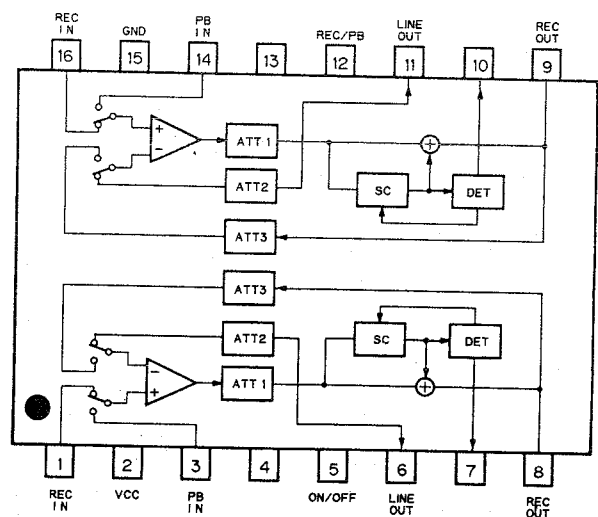 REC IN
GND
PB IN
REC/PB
LINE OUT
REC OUT
16 15 14 13 12 11 10 9
+
−
ATT 1
ATT2
SC
DET
ATT3
ATT3
SC
DET
ATT2
−
+
ATT 1
1 2 3 4 5 6 7 8
REC IN
VCC
PB IN
ON/OFF
LINE OUT
REC OUT